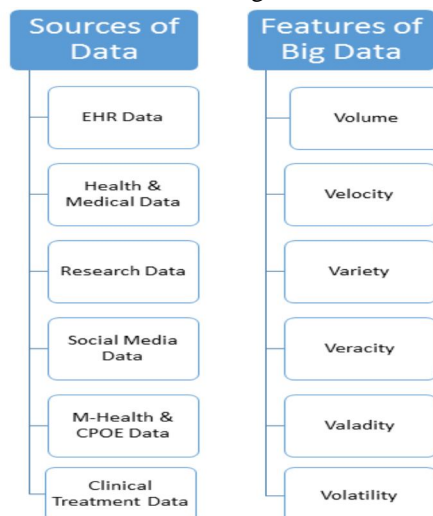 Sources of
Data
EHR Data
Health &
Medical Data
Research Data
Social Media
Data
M-Health &
CPOE Data
Clinical
Treatment Data
Features of
Big Data
Volume
Velocity
Variety
Veracity
Valadity
Volatility